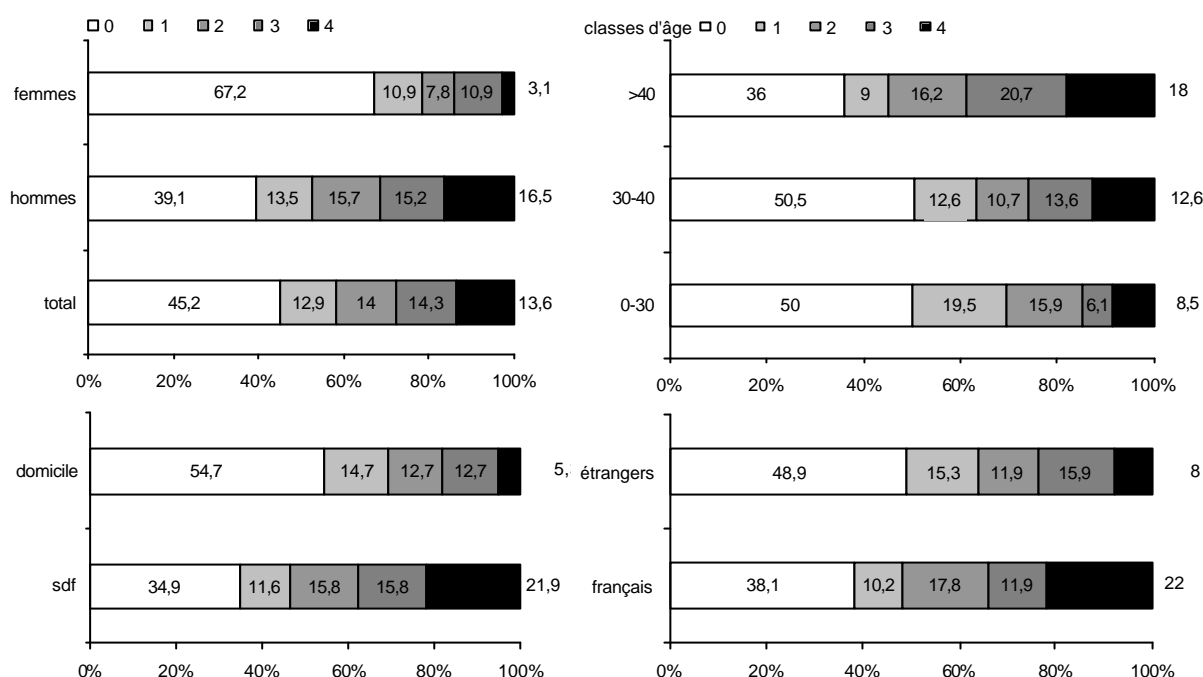 0 1 2 3 4
femmes 67,2 10,9 7,8 10,9 3,1
hommes 39,1 13,5 15,7 15,2 16,5
total 45,2 12,9 14 14,3 13,6
0% 20% 40% 60% 80% 100%
classes d'âge 0 1 2 3 4
>40 36 9 16,2 20,7 18
30-40 50,5 12,6 10,7 13,6 12,6
0-30 50 19,5 15,9 6,1 8,5
0% 20% 40% 60% 80% 100%
domicile 54,7 14,7 12,7 12,7
sdf 34,9 11,6 15,8 15,8 21,9
0% 20% 40% 60% 80% 100%
étrangers 48,9 15,3 11,9 15,9 8
français 38,1 10,2 17,8 11,9 22
0% 20% 40% 60% 80% 100%